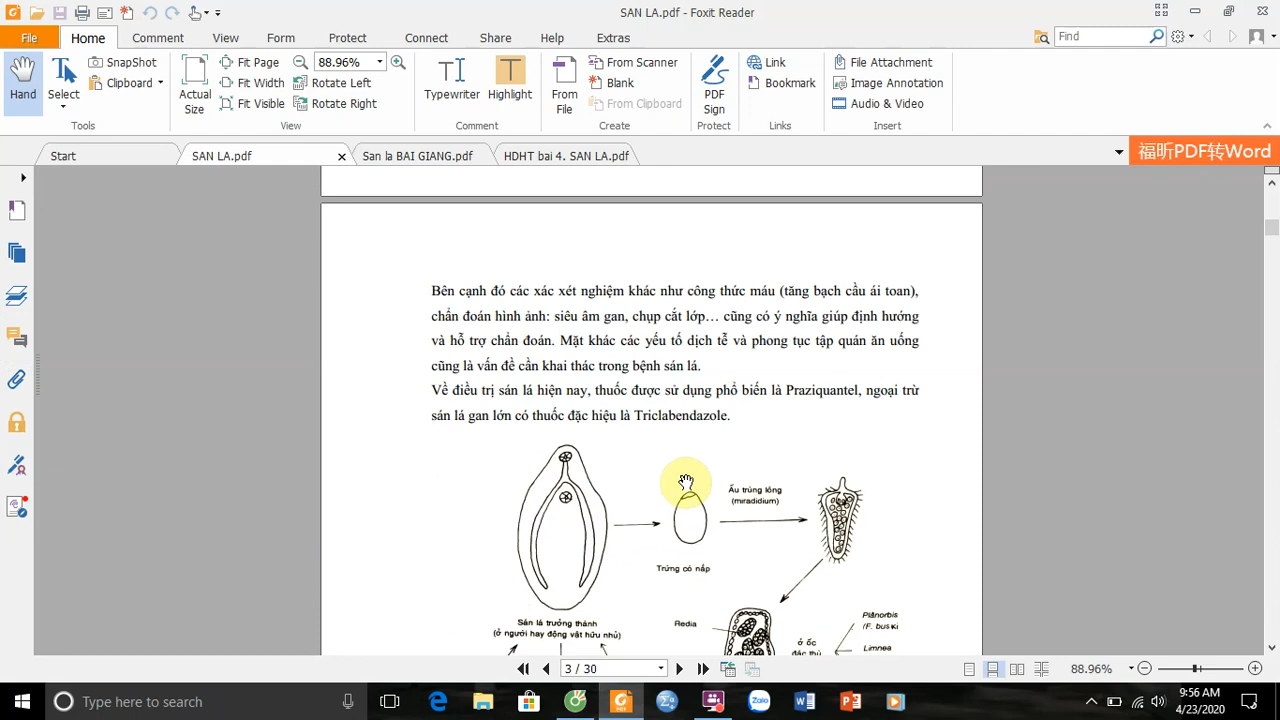 SAN LA.pdf - Foxit Reader
File Home Comment View Form Protect Connect Share Help Extras Find
SnapShot Fit Page 88.96% From Scanner Link File Attachment
Hand Select Clipboard Actual Size Fit Width Rotate Left Typewriter Highlight From File Blank PDF Sign Bookmark Image Annotation
Fit Visible Rotate Right From Clipboard Audio & Video
Tools View Comment Create Protect Links Insert
Start SAN LA.pdf San la BAI GIANG.pdf HDHT bai 4. SAN LA.pdf 福昕PDF转Word
Bên cạnh đó các xác xét nghiệm khác như công thức máu (tăng bạch cầu ái toan),
chẩn đoán hình ảnh: siêu âm gan, chụp cắt lớp… cũng có ý nghĩa giúp định hướng
và hỗ trợ chẩn đoán. Mặt khác các yếu tố dịch tễ và phong tục tập quán ăn uống
cũng là vấn đề cần khai thác trong bệnh sán lá.
Về điều trị sán lá hiện nay, thuốc được sử dụng phổ biến là Praziquantel, ngoại trừ
sán lá gan lớn có thuốc đặc hiệu là Triclabendazole.
Ấu trùng lông
(miradidium)
Trứng có nắp
Sán lá trưởng thành
(ở người hay động vật hữu nhủ)
Redia
ở ốc
đặc thù
Planorbis
(F. buski
Limnea
3 / 30 88.96%
Type here to search
Zalo
9:56 AM
4/23/2020